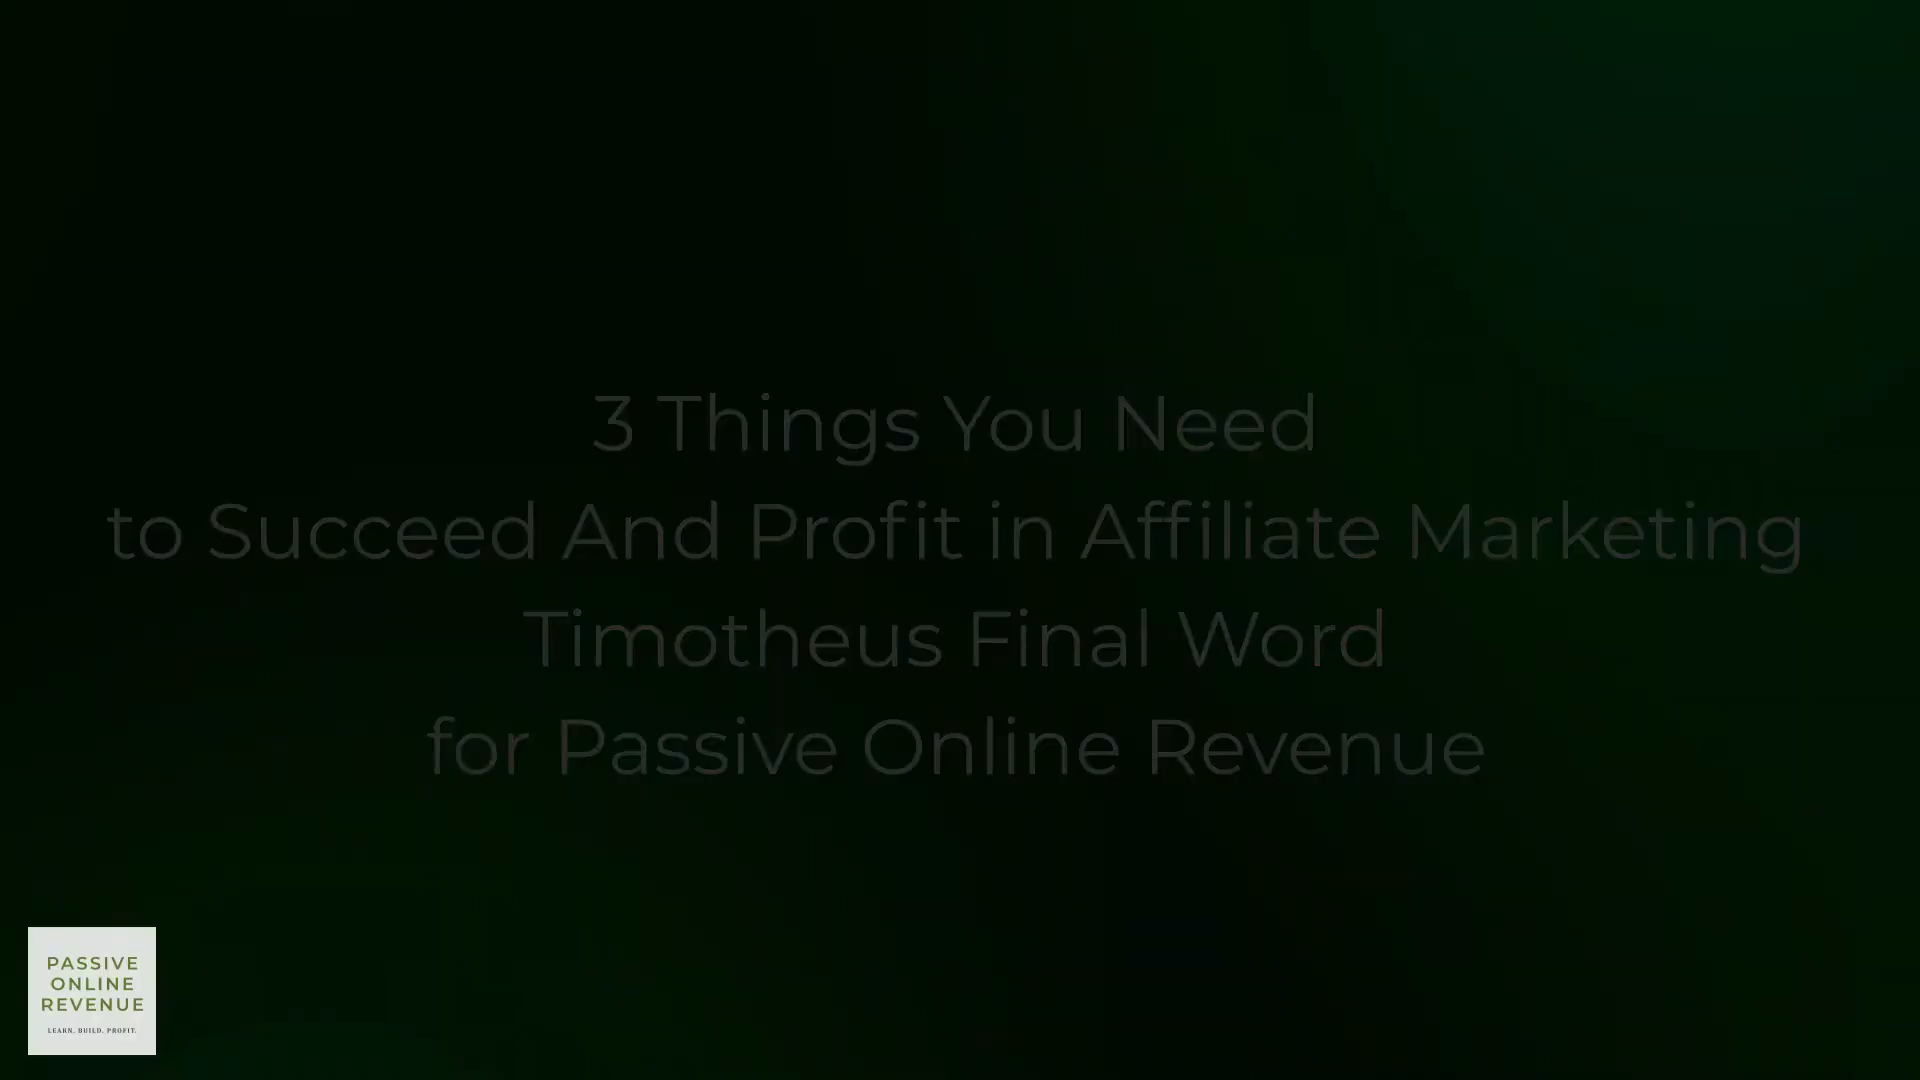 3 Things You Need
to Succeed And Profit in Affiliate Marketing
Timotheus Final Word
for Passive Online Revenue
PASSIVE
ONLINE
REVENUE
LEARN. BUILD. PROFIT.